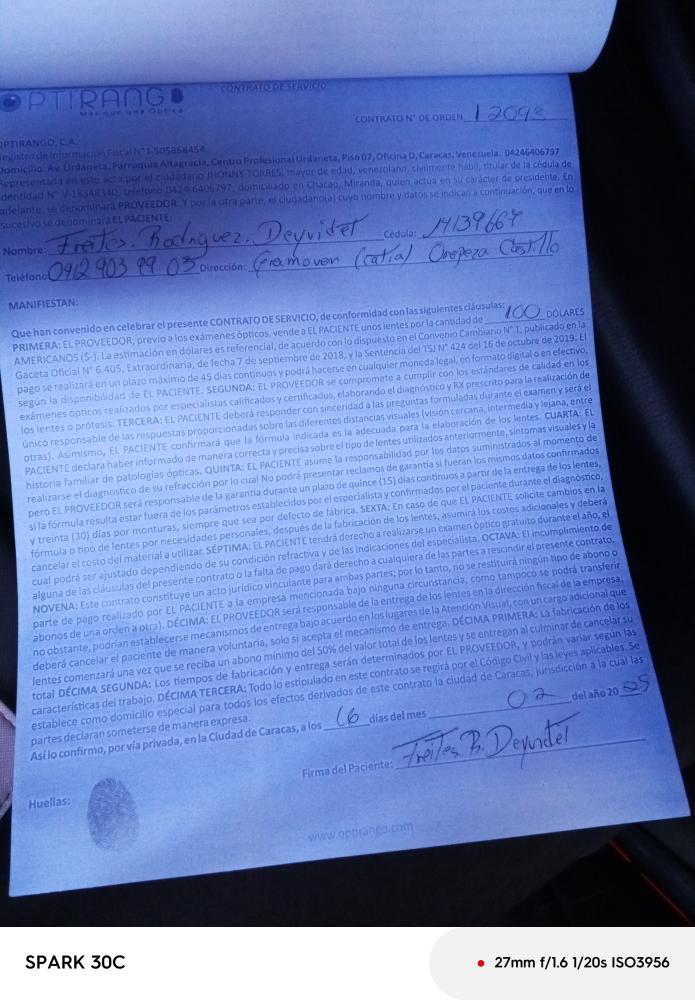 OPTIRANGO
Más que una Óptica
CONTRATO DE SERVICIO
CONTRATO N° DE ORDEN 12093
OPTIRANGO, C.A.
Registro de Información Fiscal N° J-505868454
Domicilio: Av. Urdaneta, Parroquia Altagracia, Centro Profesional Urdaneta, Piso 07, Oficina D, Caracas, Venezuela. 04246406797
Representada en este acto por el ciudadano JHONNY TORRES, mayor de edad, venezolano, civilmente hábil, titular de la cédula de
identidad N° V-18348340, teléfono 0424-6406797, domiciliado en Chacao, Miranda, quien actua en su carácter de presidente. En
adelante, se denominará PROVEEDOR. Y por la otra parte, el ciudadano(a) cuyo nombre y datos se indican a continuación, que en lo
sucesivo se denominará EL PACIENTE:
Nombre: Freites. Rodriguez. Deyvidet Cédula: 14139667
Teléfono 0912 903 99 03 Dirección: Gramoven (catia) Oropeza Castillo
MANIFIESTAN:
Que han convenido en celebrar el presente CONTRATO DE SERVICIO, de conformidad con las siguientes cláusulas:
PRIMERA: EL PROVEEDOR, previo a los exámenes ópticos, vende a EL PACIENTE unos lentes por la cantidad de 100 DÓLARES
AMERICANOS ($-). La estimación en dólares es referencial, de acuerdo con lo dispuesto en el Convenio Cambiario N° 1, publicado en la
Gaceta Oficial N° 6.405, Extraordinaria, de fecha 7 de septiembre de 2018, y la Sentencia del TSJ N° 424 del 16 de octubre de 2019. El
pago se realizará en un plazo máximo de 45 días continuos y podrá hacerse en cualquier moneda legal, en formato digital o en efectivo,
según la disponibilidad de EL PACIENTE. SEGUNDA: EL PROVEEDOR se compromete a cumplir con los estándares de calidad en los
exámenes ópticos realizados por especialistas calificados y certificados, elaborando el diagnóstico y RX prescrito para la realización de
los lentes o prótesis. TERCERA: EL PACIENTE deberá responder con sinceridad a las preguntas formuladas durante el examen y será el
único responsable de las respuestas proporcionadas sobre las diferentes distancias visuales (visión cercana, intermedia y lejana, entre
otras). Asimismo, EL PACIENTE confirmará que la fórmula indicada es la adecuada para la elaboración de los lentes. CUARTA: EL
PACIENTE declara haber informado de manera correcta y precisa sobre el tipo de lentes utilizados anteriormente, síntomas visuales y la
historia familiar de patologías ópticas. QUINTA: EL PACIENTE asume la responsabilidad por los datos suministrados al momento de
realizarse el diagnostico de su refracción por lo cual No podrá presentar reclamos de garantía si fueran los mismos datos confirmados
pero EL PROVEEDOR será responsable de la garantía durante un plazo de quince (15) días continuos a partir de la entrega de los lentes,
si la fórmula resulta estar fuera de los parámetros establecidos por el especialista y confirmados por el paciente durante el diagnóstico,
y treinta (30) días por monturas, siempre que sea por defecto de fábrica. SEXTA: En caso de que EL PACIENTE solicite cambios en la
fórmula o tipo de lentes por necesidades personales, después de la fabricación de los lentes, asumirá los costos adicionales y deberá
cancelar el costo del material a utilizar. SÉPTIMA: EL PACIENTE tendrá derecho a realizarse un examen óptico gratuito durante el año, el
cual podrá ser ajustado dependiendo de su condición refractiva y de las indicaciones del especialista. OCTAVA: El incumplimiento de
alguna de las cláusulas del presente contrato o la falta de pago dará derecho a cualquiera de las partes a rescindir el presente contrato.
NOVENA: Este contrato constituye un acto jurídico vinculante para ambas partes; por lo tanto, no se restituirá ningún tipo de abono o
parte de pago realizado por EL PACIENTE a la empresa mencionada bajo ninguna circunstancia, como tampoco se podrá transferir
abonos de una orden a otra). DÉCIMA: EL PROVEEDOR será responsable de la entrega de los lentes en la dirección fiscal de la empresa,
no obstante, podrían establecerse mecanismos de entrega bajo acuerdo en los lugares de la Atención Visual, con un cargo adicional que
deberá cancelar el paciente de manera voluntaria, solo si acepta el mecanismo de entrega. DÉCIMA PRIMERA: La fabricación de los
lentes comenzará una vez que se reciba un abono mínimo del 50% del valor total de los lentes y se entregan al culminar de cancelar su
total DÉCIMA SEGUNDA: Los tiempos de fabricación y entrega serán determinados por EL PROVEEDOR, y podrán variar según las
características del trabajo. DÉCIMA TERCERA: Todo lo estipulado en este contrato se regirá por el Código Civil y las leyes aplicables. Se
establece como domicilio especial para todos los efectos derivados de este contrato la ciudad de Caracas, jurisdicción a la cual las
partes declaran someterse de manera expresa.
Así lo confirmo, por vía privada, en la Ciudad de Caracas, a los 16 días del mes 02 del año 2025
Firma del Paciente: Freites R. Deyvidet
Huellas:
www.optirango.com
SPARK 30C
27mm f/1.6 1/20s ISO3956